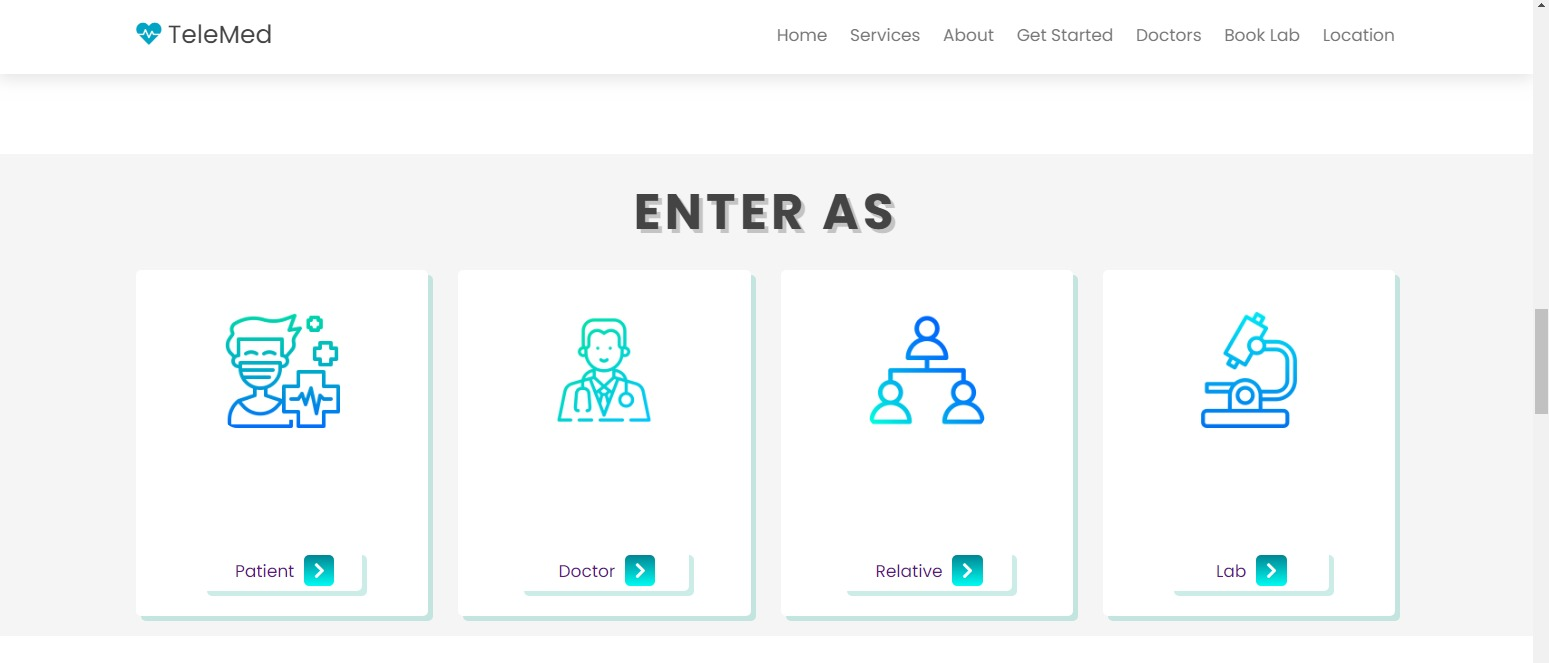 TeleMed
Home Services About Get Started Doctors Book Lab Location
ENTER AS
Patient
Doctor
Relative
Lab